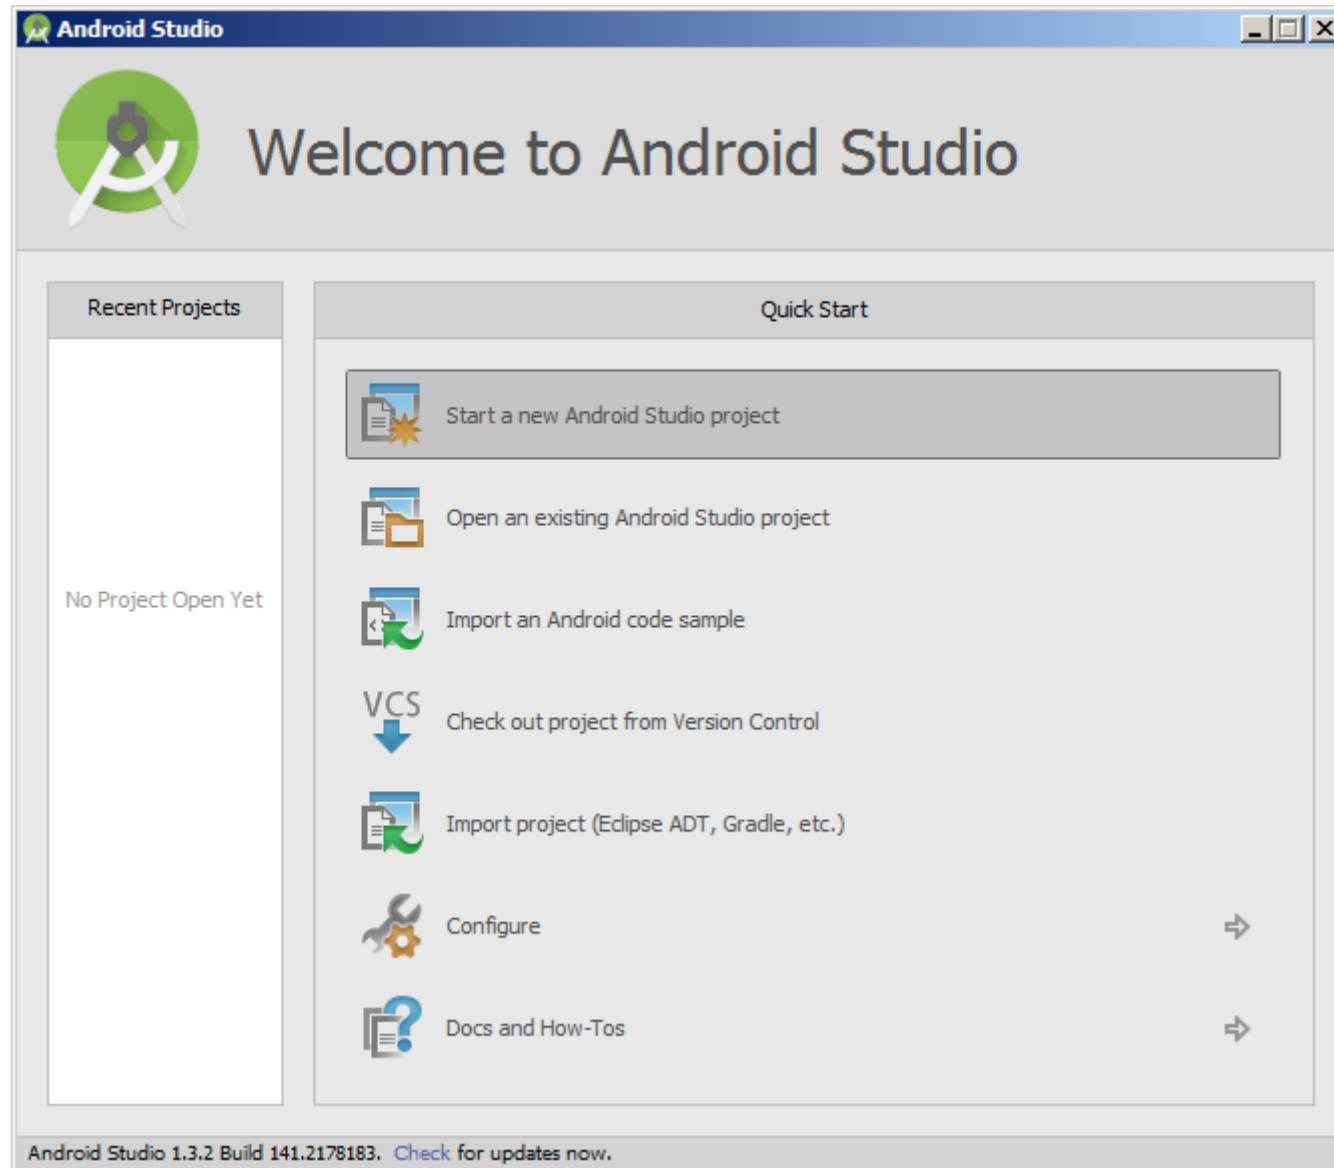 Android Studio
Welcome to Android Studio
Recent Projects
No Project Open Yet
Quick Start
Start a new Android Studio project
Open an existing Android Studio project
Import an Android code sample
VCS
Check out project from Version Control
Import project (Eclipse ADT, Gradle, etc.)
Configure
Docs and How-Tos
Android Studio 1.3.2 Build 141.2178183. Check for updates now.